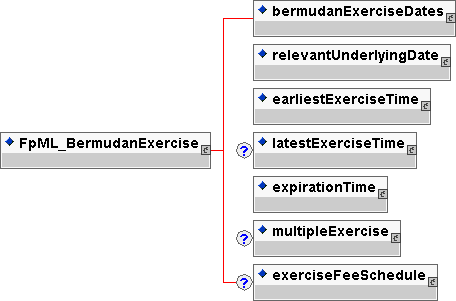 bermudanExerciseDates
relevantUnderlyingDate
earliestExerciseTime
FpML_BermudanExercise
? latestExerciseTime
expirationTime
? multipleExercise
? exerciseFeeSchedule